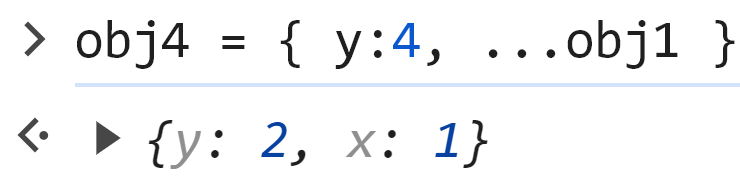 > obj4 = { y:4, ...obj1 }
{y: 2, x: 1}